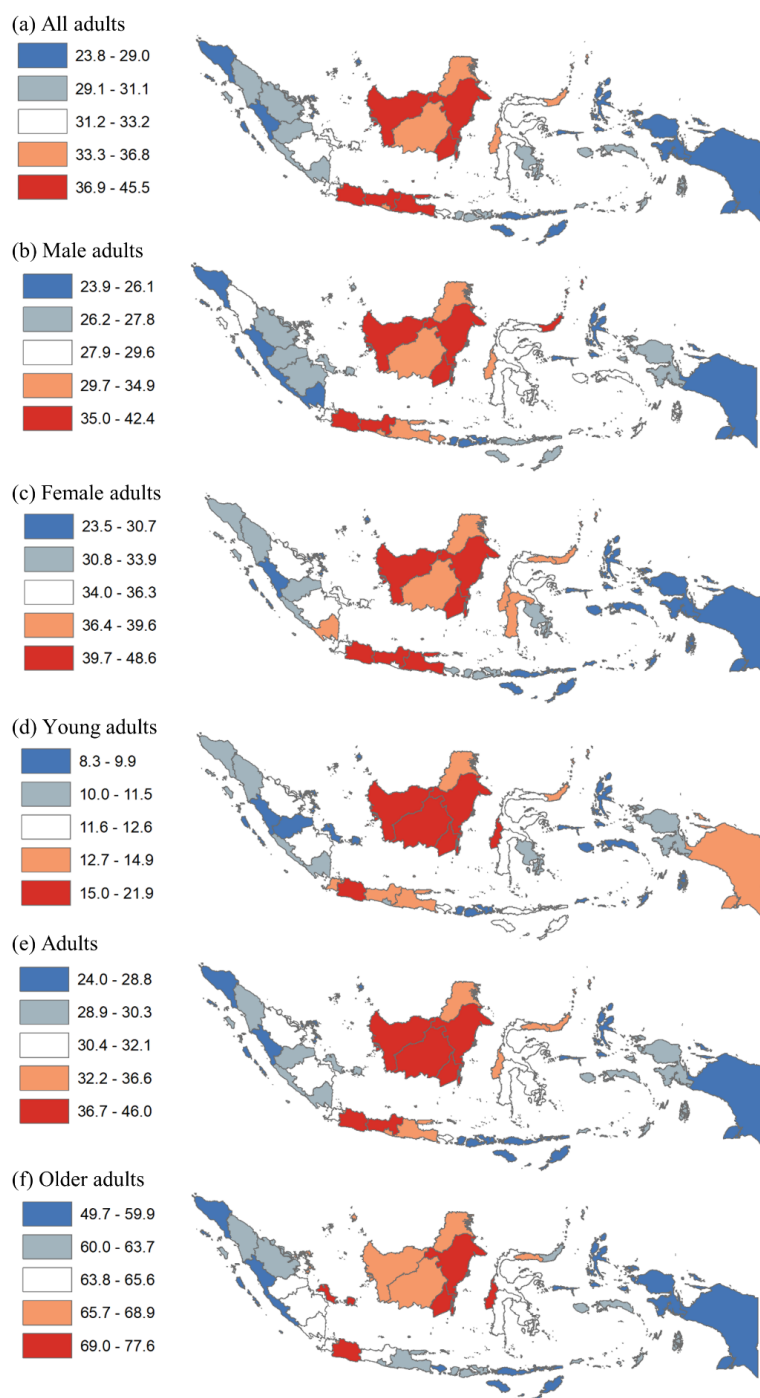 (a) All adults
23.8 - 29.0
29.1 - 31.1
31.2 - 33.2
33.3 - 36.8
36.9 - 45.5
(b) Male adults
23.9 - 26.1
26.2 - 27.8
27.9 - 29.6
29.7 - 34.9
35.0 - 42.4
(c) Female adults
23.5 - 30.7
30.8 - 33.9
34.0 - 36.3
36.4 - 39.6
39.7 - 48.6
(d) Young adults
8.3 - 9.9
10.0 - 11.5
11.6 - 12.6
12.7 - 14.9
15.0 - 21.9
(e) Adults
24.0 - 28.8
28.9 - 30.3
30.4 - 32.1
32.2 - 36.6
36.7 - 46.0
(f) Older adults
49.7 - 59.9
60.0 - 63.7
63.8 - 65.6
65.7 - 68.9
69.0 - 77.6